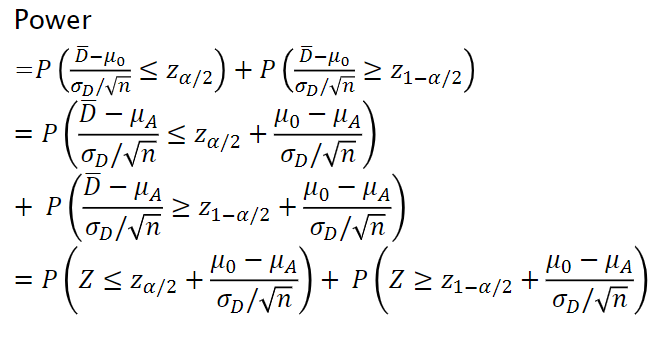 Power
=P((D̄−μ₀)/(σ_D/√n) ≤ z_{α/2}) + P((D̄−μ₀)/(σ_D/√n) ≥ z_{1−α/2})
= P((D̄ − μ_A)/(σ_D/√n) ≤ z_{α/2} + (μ₀ − μ_A)/(σ_D/√n))
+ P((D̄ − μ_A)/(σ_D/√n) ≥ z_{1−α/2} + (μ₀ − μ_A)/(σ_D/√n))
= P(Z ≤ z_{α/2} + (μ₀ − μ_A)/(σ_D/√n)) + P(Z ≥ z_{1−α/2} + (μ₀ − μ_A)/(σ_D/√n))